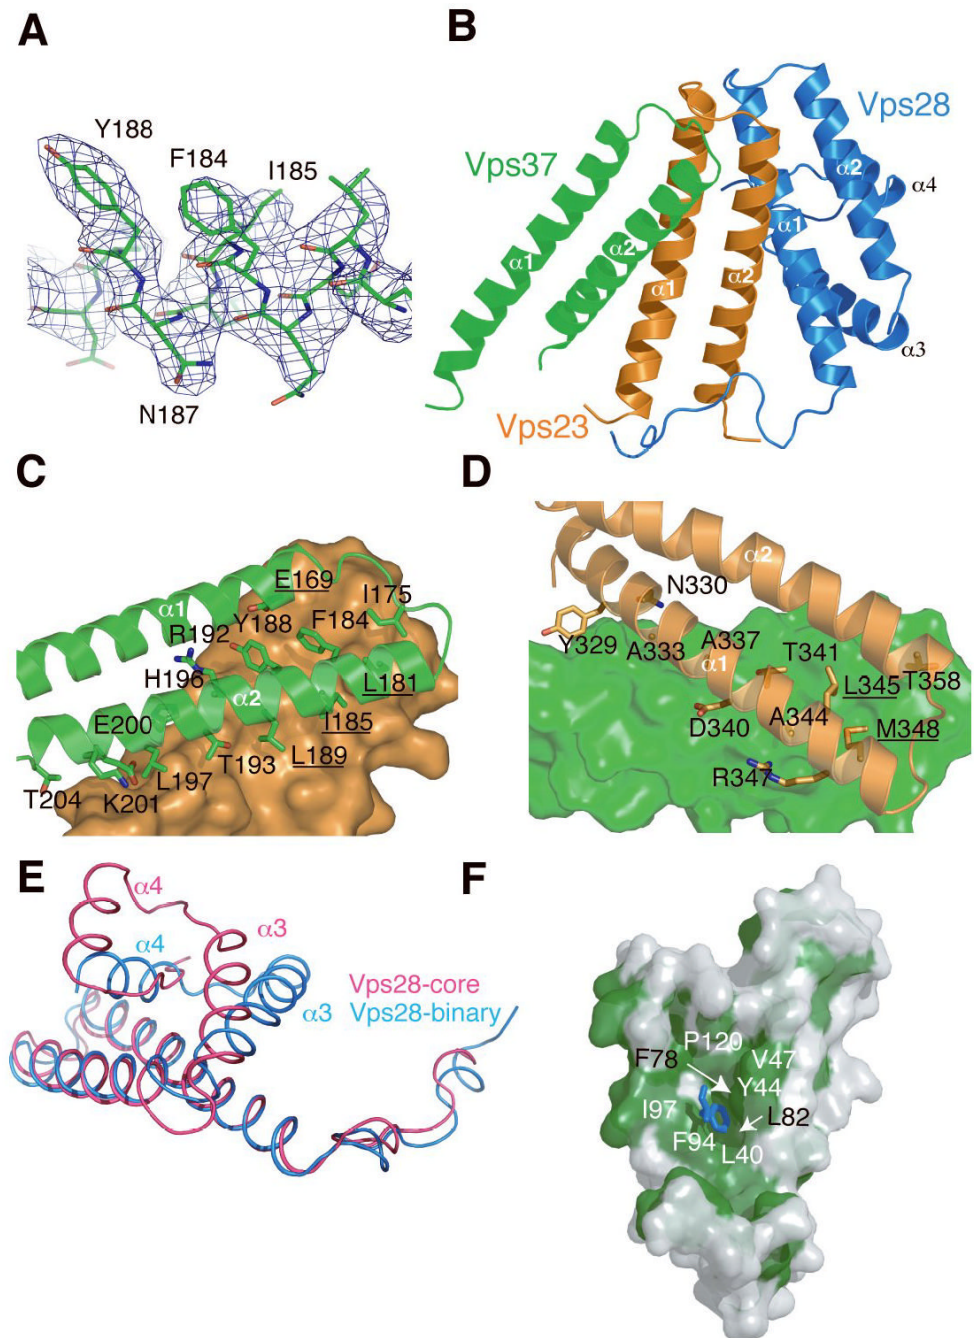 A
Y188
F184
I185
N187
B
Vps28
Vps37
α2
α4
α1
α1
α2
α1
α2
α3
Vps23
C
E169
α1
I175
R192
Y188
F184
H196
α2
L181
E200
I185
L189
T193
L197
T204
K201
D
α2
N330
Y329
A333
A337
α1
T341
L345
T358
D340
A344
M348
R347
E
α4
α3
α4
Vps28-core
α3
Vps28-binary
F
P120
F78
V47
Y44
I97
L82
F94
L40